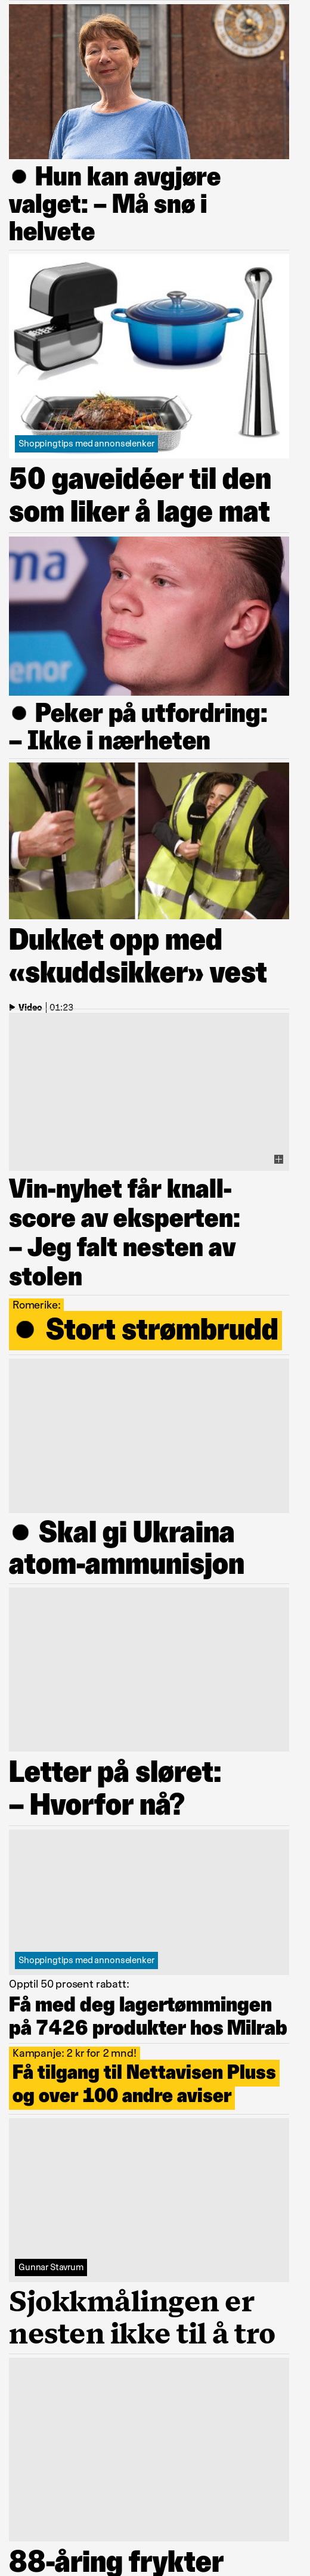 Hun kan avgjøre
valget: – Må snø i
helvete
Shoppingtips med annonselenker
50 gaveidéer til den
som liker å lage mat
ma
enor
Peker på utfordring:
– Ikke i nærheten
Dukket opp med
«skuddsikker» vest
Video | 01:23
Vin-nyhet får knall-
score av eksperten:
– Jeg falt nesten av
stolen
Romerike:
Stort strømbrudd
Skal gi Ukraina
atom-ammunisjon
Letter på sløret:
– Hvorfor nå?
Shoppingtips med annonselenker
Opptil 50 prosent rabatt:
Få med deg lagertømmingen
på 7426 produkter hos Milrab
Kampanje: 2 kr for 2 mnd!
Få tilgang til Nettavisen Pluss
og over 100 andre aviser
Gunnar Stavrum
Sjokkmålingen er
nesten ikke til å tro
88-åring frykter